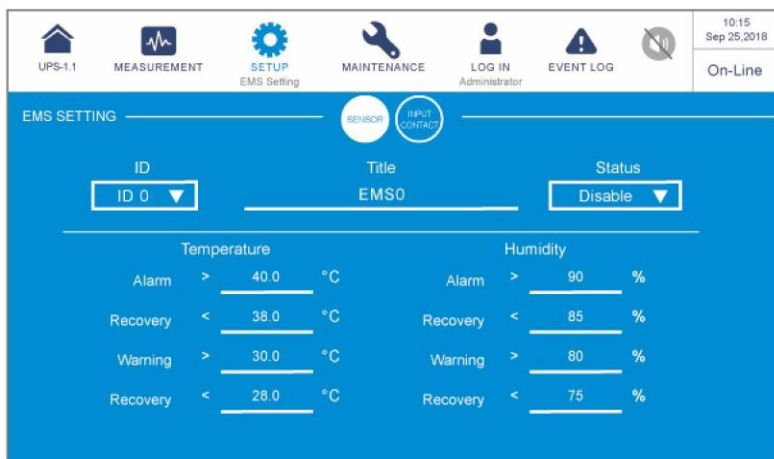 10:15
Sep 25,2018
UPS-1.1 MEASUREMENT SETUP MAINTENANCE LOG IN EVENT LOG
EMS Setting Administrator
On-Line
EMS SETTING SENSOR INPUT CONTACT
ID Title Status
ID 0 EMS0 Disable
Temperature Humidity
Alarm > 40.0 °C Alarm > 90 %
Recovery < 38.0 °C Recovery < 85 %
Warning > 30.0 °C Warning > 80 %
Recovery < 28.0 °C Recovery < 75 %